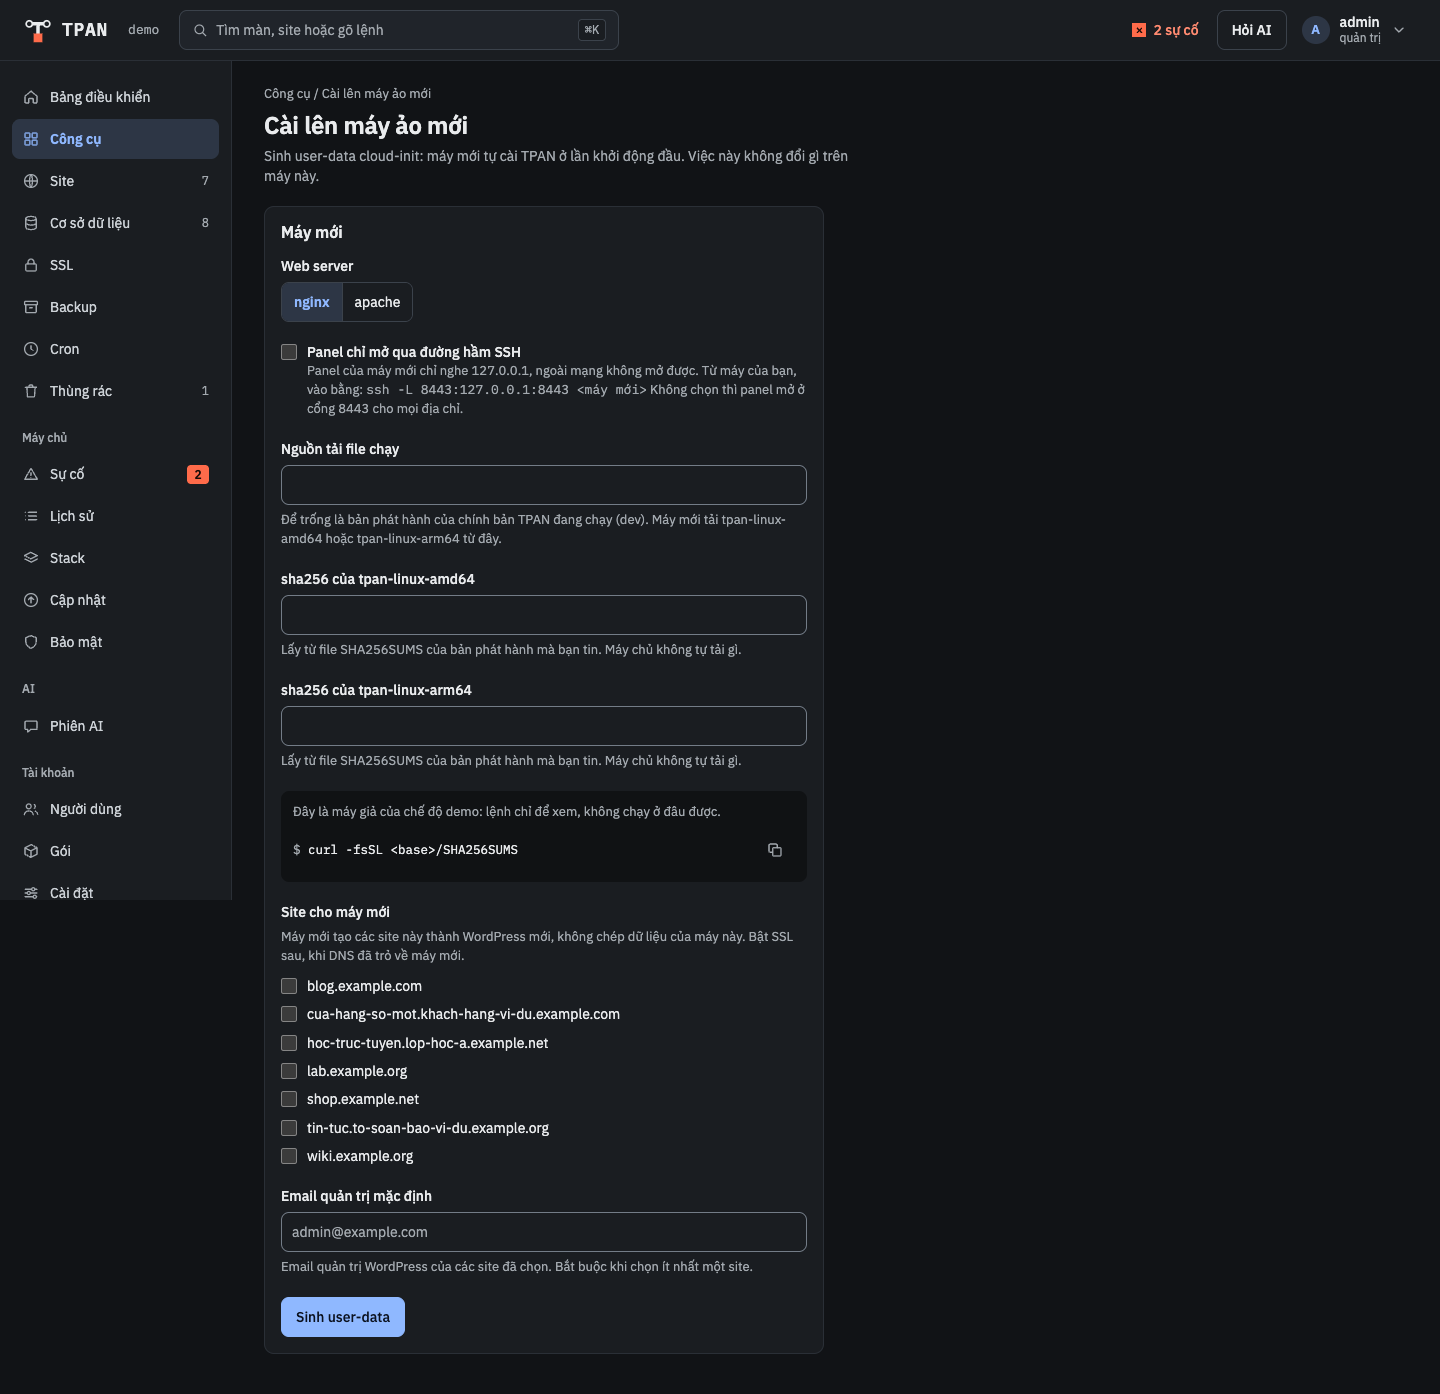 TPAN
demo
Tìm màn, site hoặc gõ lệnh
⌘K
2 sự cố
Hỏi AI
A
admin
quản trị
Bảng điều khiển
Công cụ
Site
7
Cơ sở dữ liệu
8
SSL
Backup
Cron
Thùng rác
1
Máy chủ
Sự cố
2
Lịch sử
Stack
Cập nhật
Bảo mật
AI
Phiên AI
Tài khoản
Người dùng
Gói
Cài đặt
Công cụ / Cài lên máy ảo mới
Cài lên máy ảo mới
Sinh user-data cloud-init: máy mới tự cài TPAN ở lần khởi động đầu. Việc này không đổi gì trên
máy này.
Máy mới
Web server
nginx
apache
Panel chỉ mở qua đường hầm SSH
Panel của máy mới chỉ nghe 127.0.0.1, ngoài mạng không mở được. Từ máy của bạn,
vào bằng: ssh -L 8443:127.0.0.1:8443 <máy mới> Không chọn thì panel mở ở
cổng 8443 cho mọi địa chỉ.
Nguồn tải file chạy
Để trống là bản phát hành của chính bản TPAN đang chạy (dev). Máy mới tải tpan-linux-
amd64 hoặc tpan-linux-arm64 từ đây.
sha256 của tpan-linux-amd64
Lấy từ file SHA256SUMS của bản phát hành mà bạn tin. Máy chủ không tự tải gì.
sha256 của tpan-linux-arm64
Lấy từ file SHA256SUMS của bản phát hành mà bạn tin. Máy chủ không tự tải gì.
Đây là máy giả của chế độ demo: lệnh chỉ để xem, không chạy ở đâu được.
$ curl -fsSL <base>/SHA256SUMS
Site cho máy mới
Máy mới tạo các site này thành WordPress mới, không chép dữ liệu của máy này. Bật SSL
sau, khi DNS đã trỏ về máy mới.
blog.example.com
cua-hang-so-mot.khach-hang-vi-du.example.com
hoc-truc-tuyen.lop-hoc-a.example.net
lab.example.org
shop.example.net
tin-tuc.to-soan-bao-vi-du.example.org
wiki.example.org
Email quản trị mặc định
admin@example.com
Email quản trị WordPress của các site đã chọn. Bắt buộc khi chọn ít nhất một site.
Sinh user-data